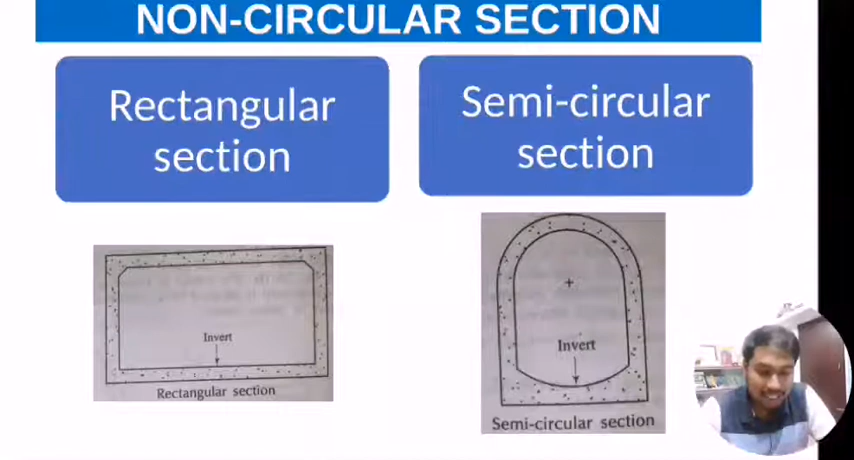 NON-CIRCULAR SECTION
Rectangular
section
Semi-circular
section
Invert
Rectangular section
Invert
Semi-circular section